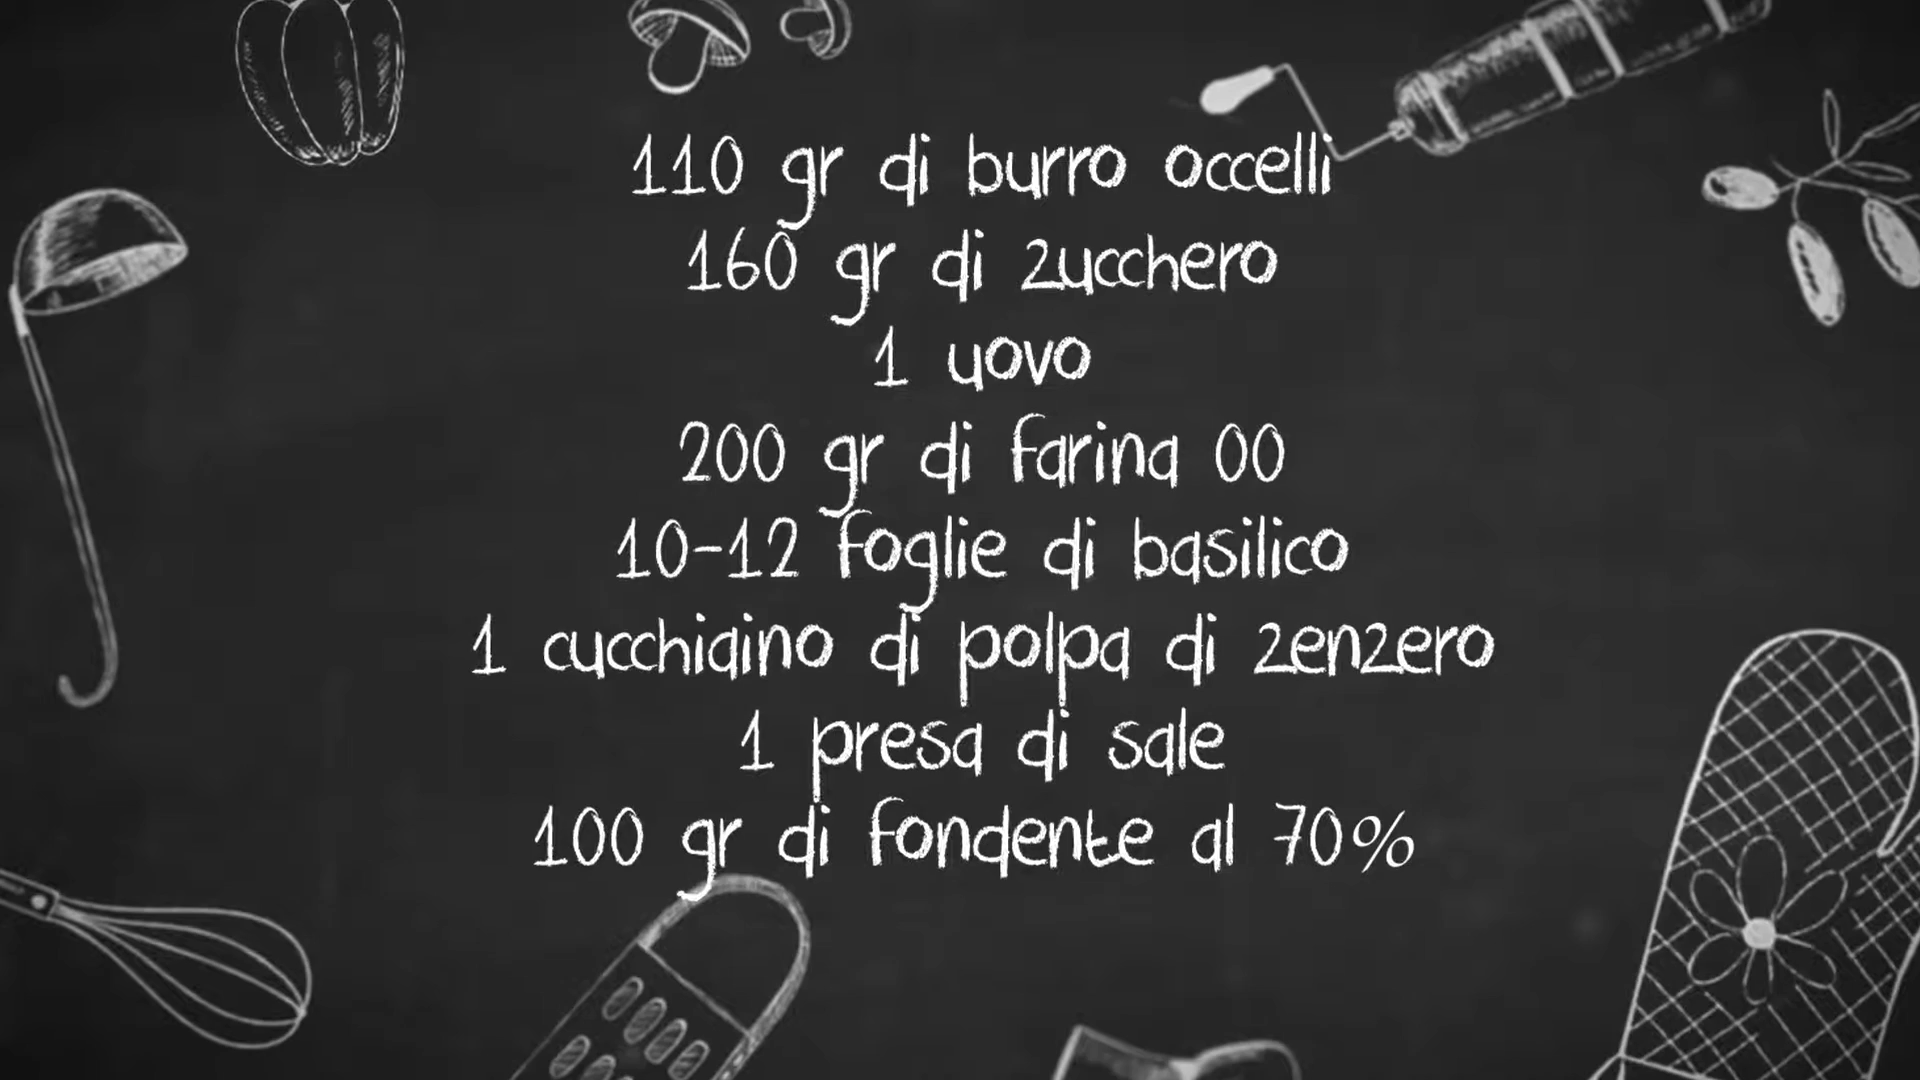 110 gr di burro occelli
160 gr di zucchero
1 uovo
200 gr di farina 00
10-12 foglie di basilico
1 cucchiaino di polpa di zenzero
1 presa di sale
100 gr di fondente al 70%